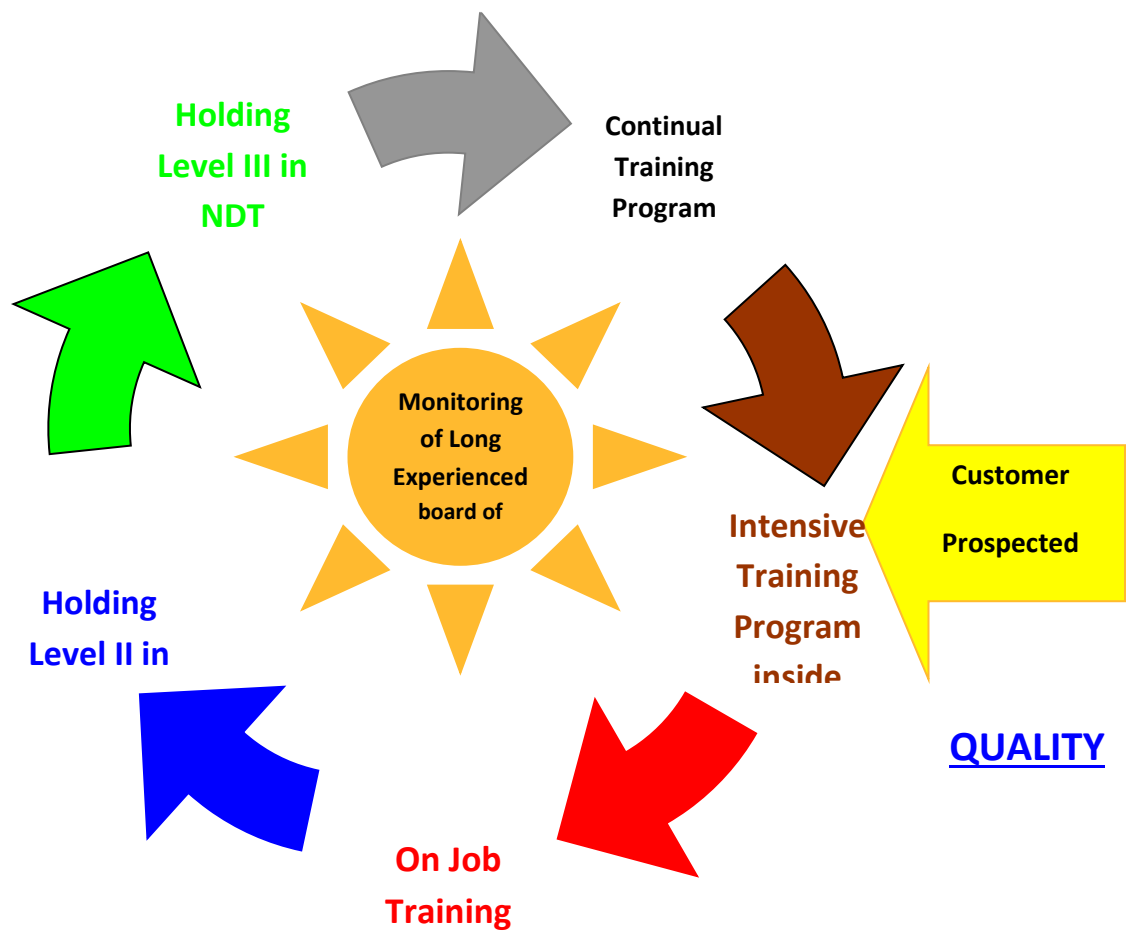 Holding
Level III in
NDT
Continual
Training
Program
Monitoring
of Long
Experienced
board of
Customer
Prospected
Intensive
Training
Program
inside
Holding
Level II in
QUALITY
On Job
Training